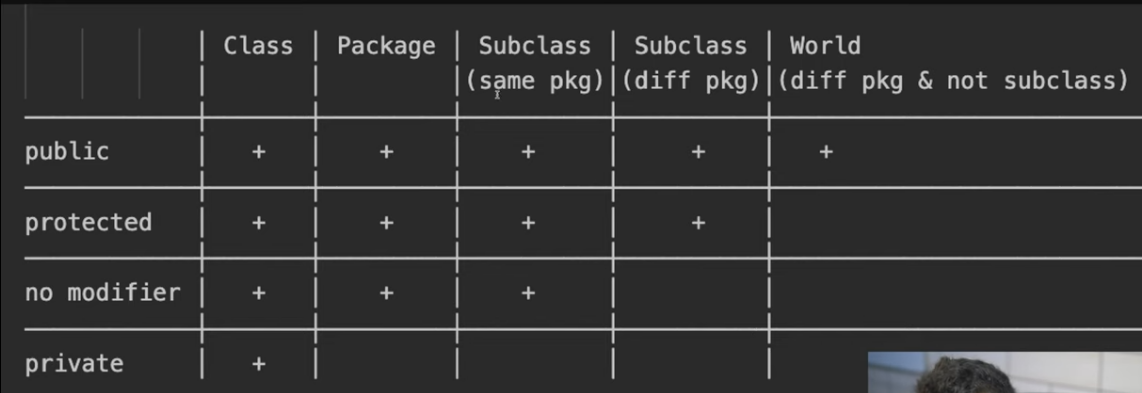 | Class | Package | Subclass | Subclass | World
| | |(same pkg)|(diff pkg)|(diff pkg & not subclass)
public | + | + | + | + | +
protected | + | + | + | + |
no modifier | + | + | + | |
private | + | | | |